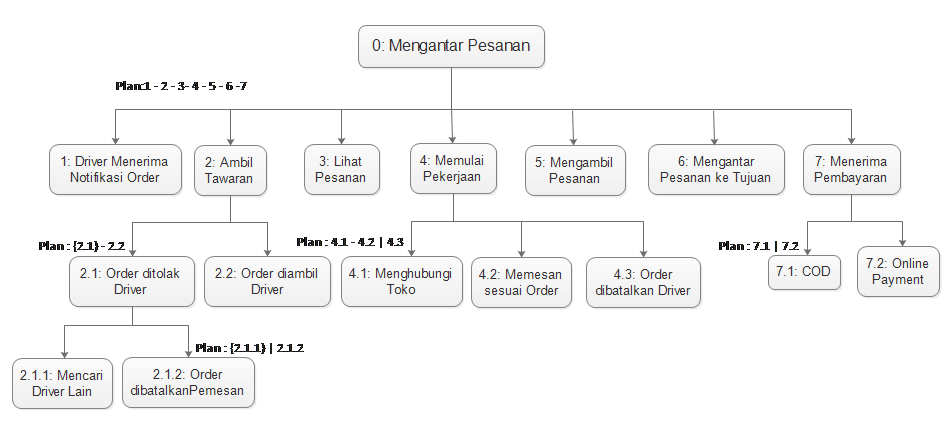 0: Mengantar Pesanan
Plan:1 - 2 - 3- 4 - 5 - 6 -7
1: Driver Menerima
Notifikasi Order
2: Ambil
Tawaran
3: Lihat
Pesanan
4: Memulai
Pekerjaan
5: Mengambil
Pesanan
6: Mengantar
Pesanan ke Tujuan
7: Menerima
Pembayaran
Plan : {2.1} - 2.2
2.1: Order ditolak
Driver
2.2: Order diambil
Driver
Plan : 4.1 - 4.2 | 4.3
4.1: Menghubungi
Toko
4.2: Memesan
sesuai Order
4.3: Order
dibatalkan Driver
Plan : 7.1 | 7.2
7.1: COD
7.2: Online
Payment
Plan : {2.1.1} | 2.1.2
2.1.1: Mencari
Driver Lain
2.1.2: Order
dibatalkanPemesan